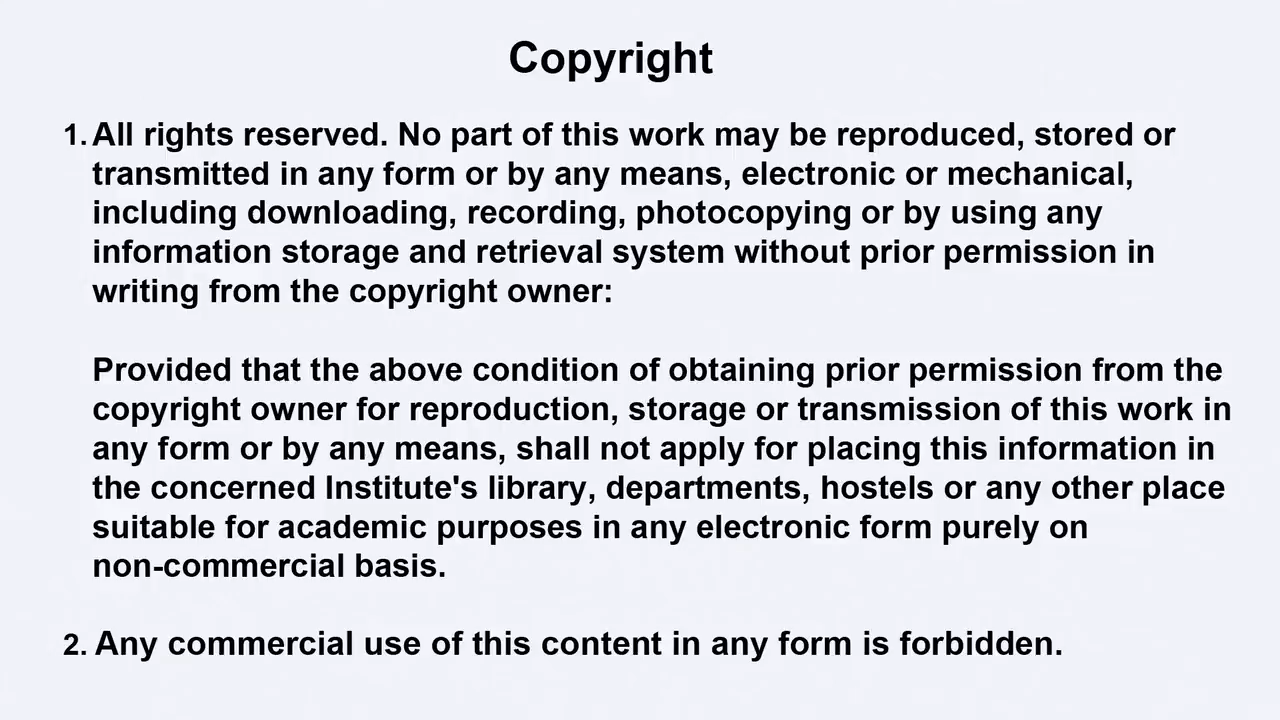 Copyright
1. All rights reserved. No part of this work may be reproduced, stored or
transmitted in any form or by any means, electronic or mechanical,
including downloading, recording, photocopying or by using any
information storage and retrieval system without prior permission in
writing from the copyright owner:
Provided that the above condition of obtaining prior permission from the
copyright owner for reproduction, storage or transmission of this work in
any form or by any means, shall not apply for placing this information in
the concerned Institute's library, departments, hostels or any other place
suitable for academic purposes in any electronic form purely on
non-commercial basis.
2. Any commercial use of this content in any form is forbidden.